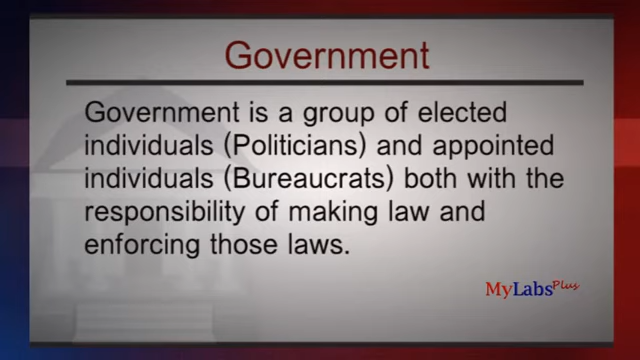 Government
Government is a group of elected
individuals (Politicians) and appointed
individuals (Bureaucrats) both with the
responsibility of making law and
enforcing those laws.
MyLabsPlus